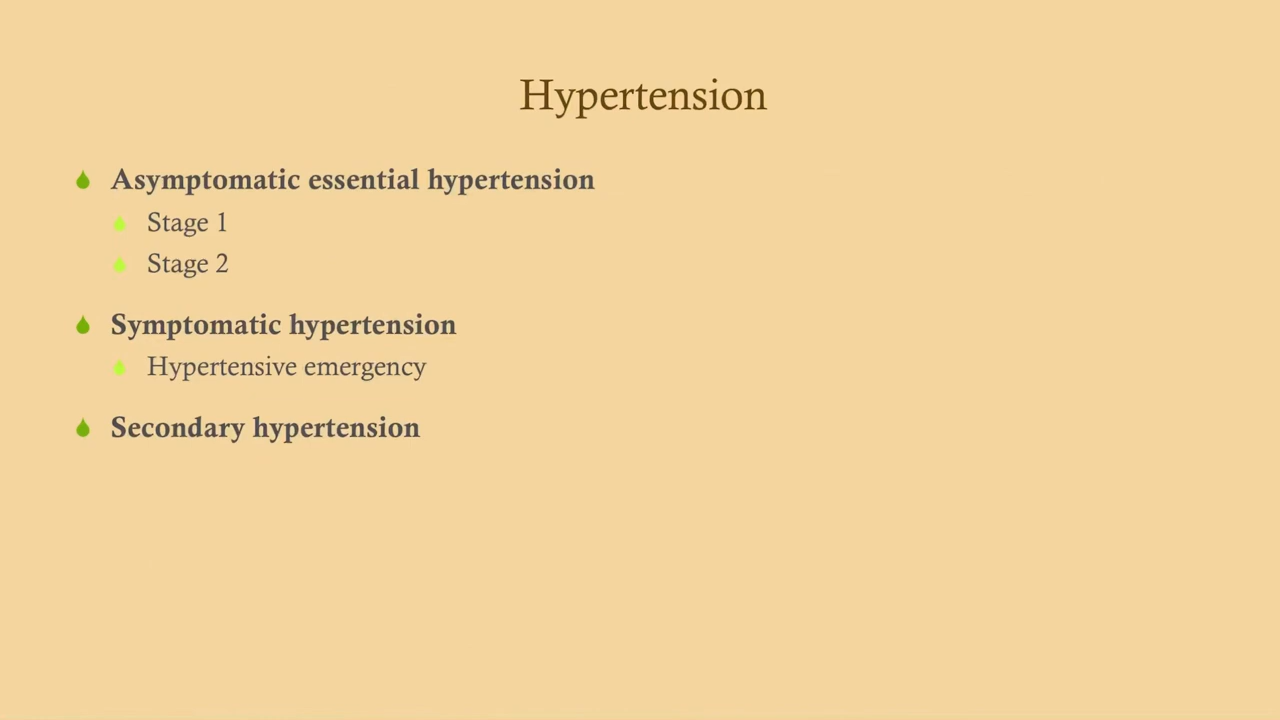 Hypertension
Asymptomatic essential hypertension
Stage 1
Stage 2
Symptomatic hypertension
Hypertensive emergency
Secondary hypertension